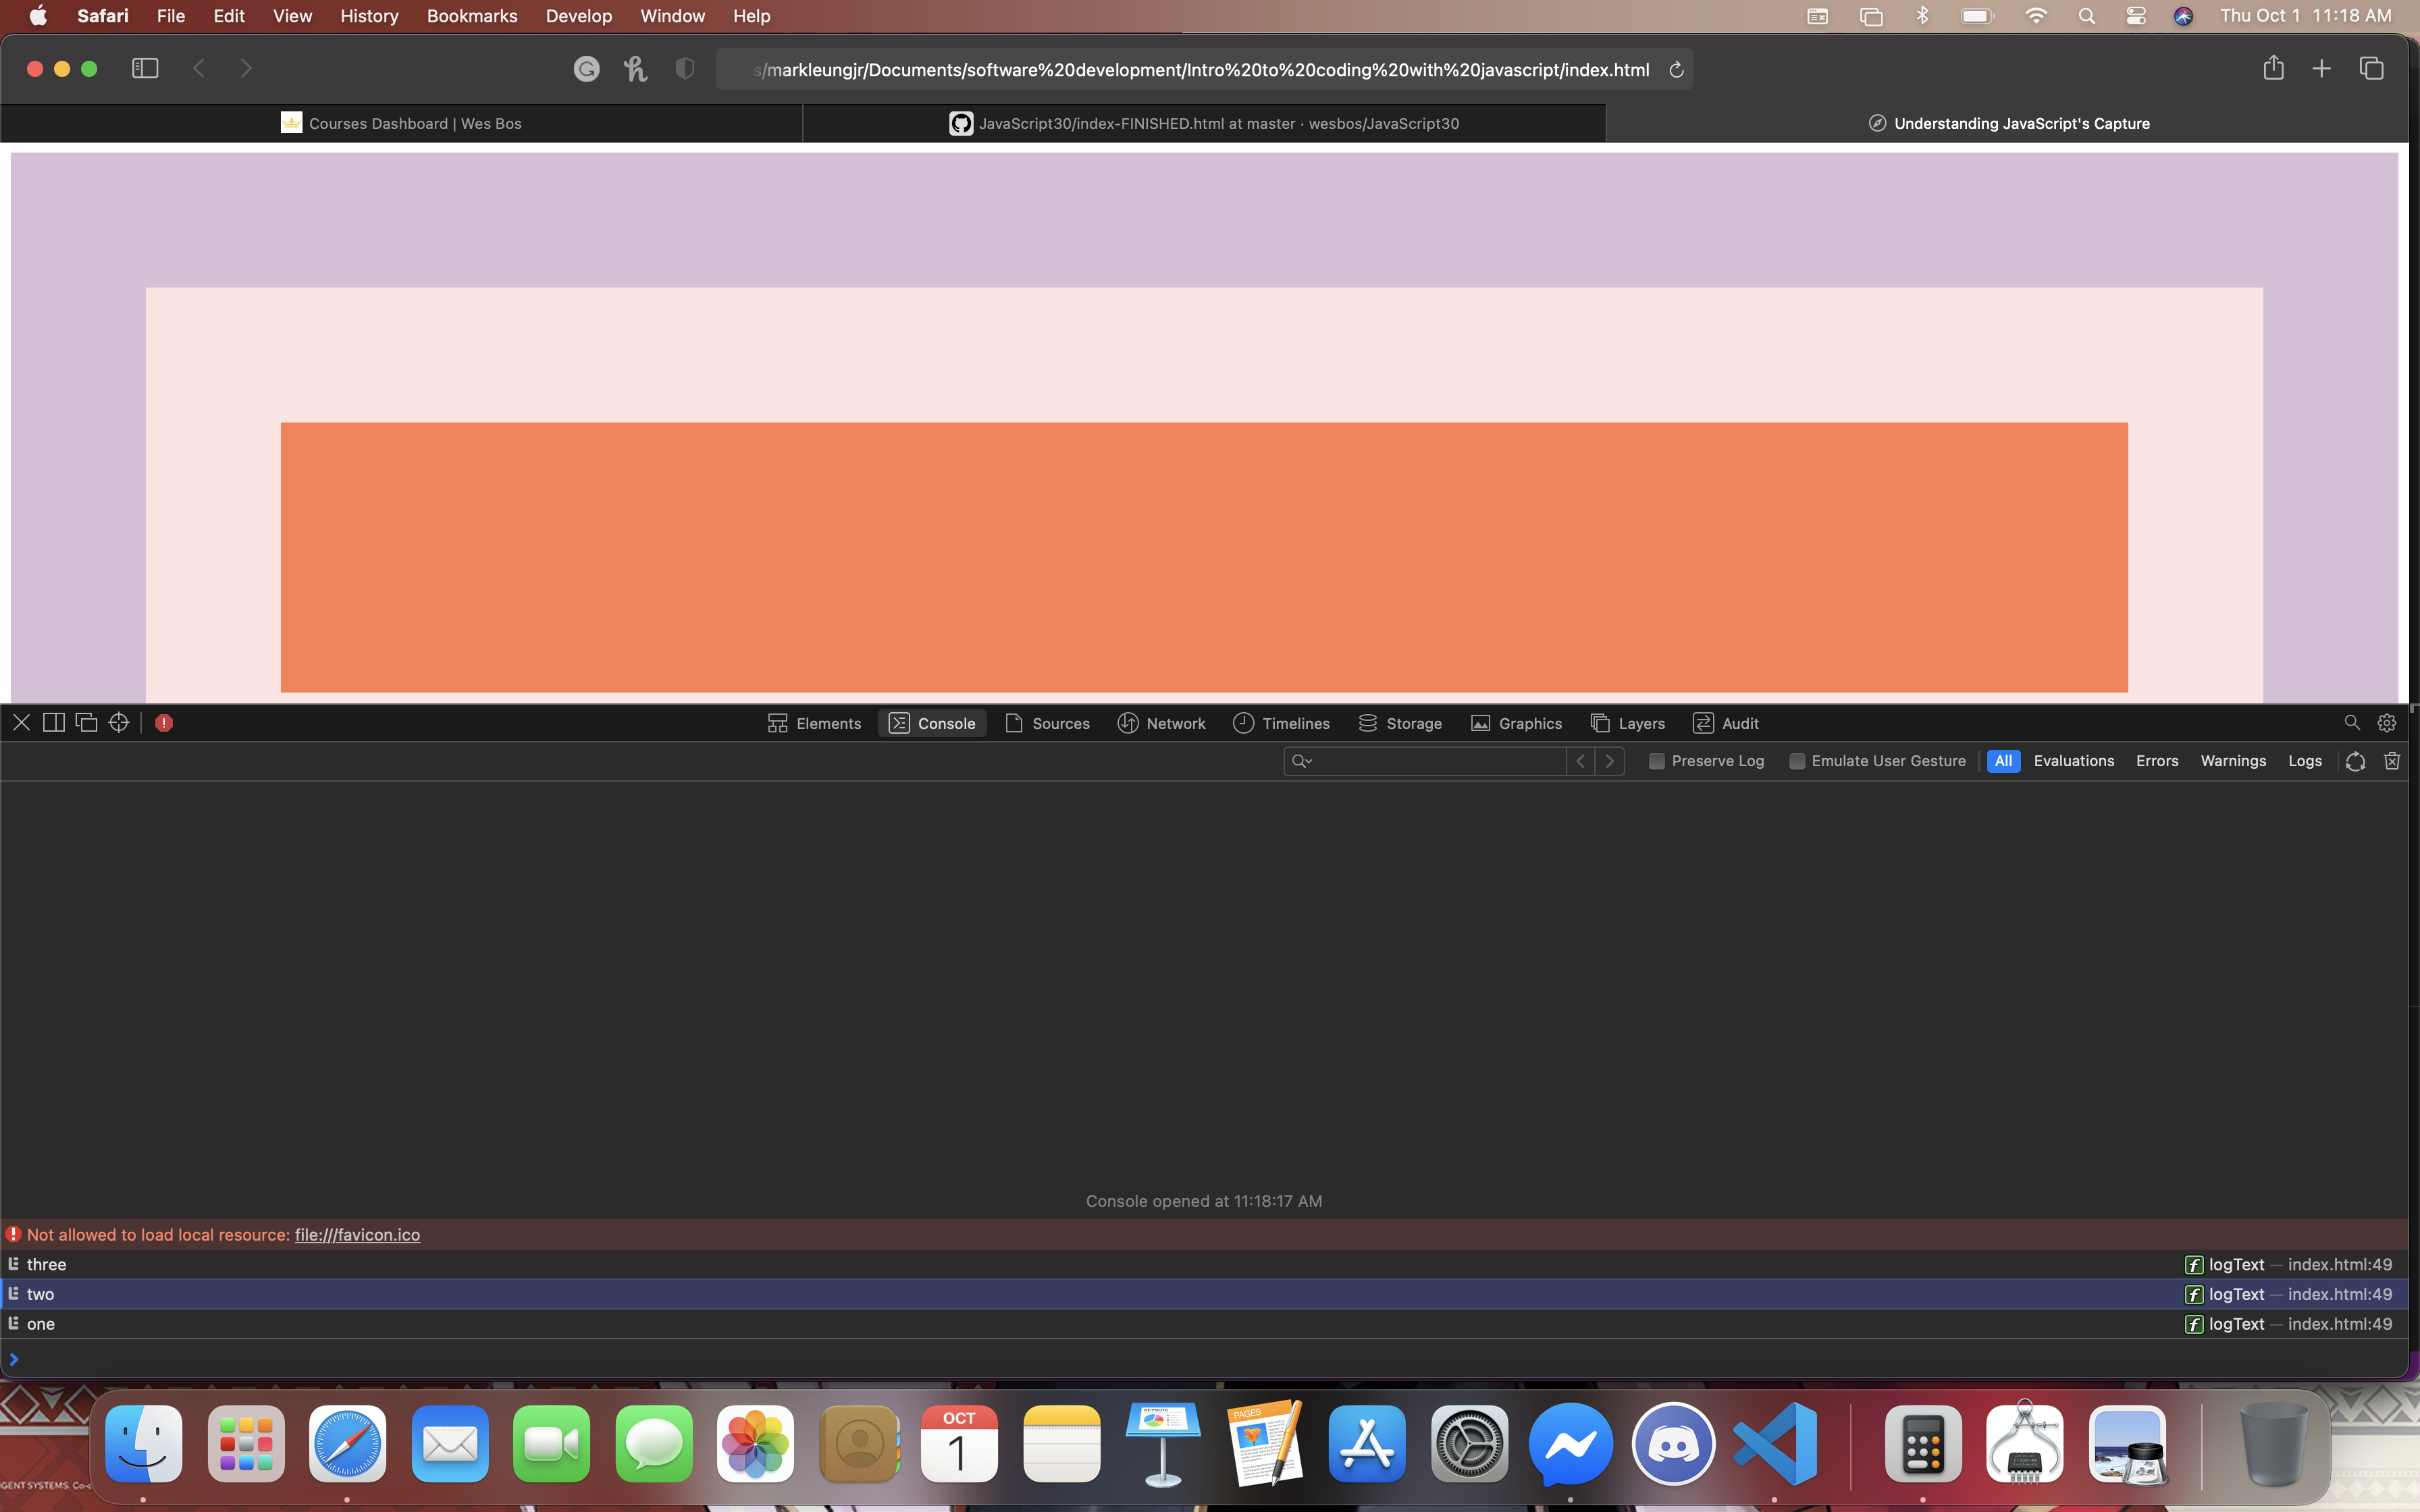 Safari File Edit View History Bookmarks Develop Window Help Thu Oct 1 11:18 AM
s/markleungjr/Documents/software%20development/Intro%20to%20coding%20with%20javascript/index.html
Courses Dashboard | Wes Bos JavaScript30/index-FINISHED.html at master · wesbos/JavaScript30 Understanding JavaScript's Capture
Elements Console Sources Network Timelines Storage Graphics Layers Audit
Preserve Log Emulate User Gesture All Evaluations Errors Warnings Logs
Console opened at 11:18:17 AM
Not allowed to load local resource: file:///favicon.ico
three f logText — index.html:49
two f logText — index.html:49
one f logText — index.html:49
OCT
1
KEYNOTE
PAGES
GENT SYSTEMS.